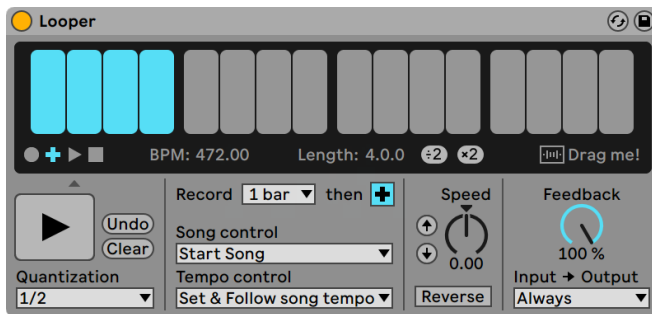 Looper
BPM: 472.00 Length: 4.0.0 ÷2 ×2 Drag me!
Record 1 bar then Speed Feedback
Undo
Clear
Song control
Start Song
0.00 100 %
Quantization Tempo control Input → Output
1/2 Set & Follow song tempo Reverse Always